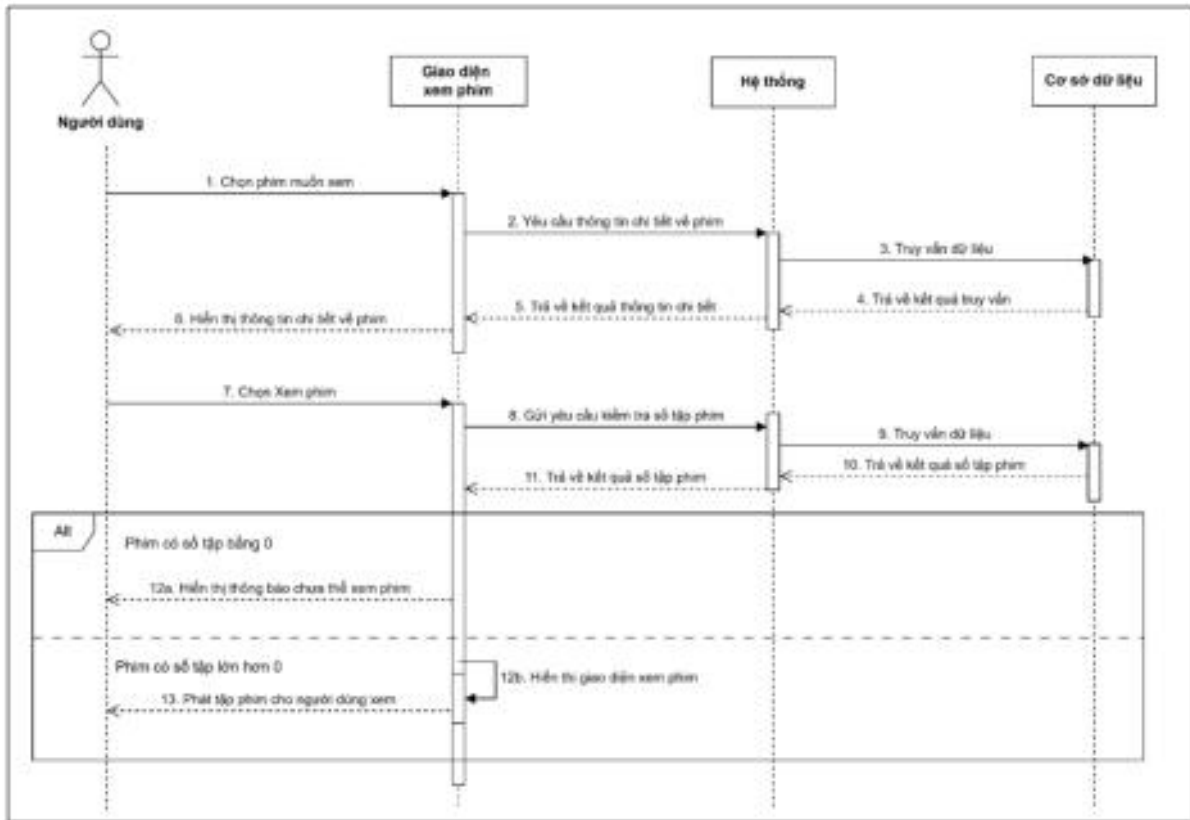 Người dùng
Giao diện
xem phim
Hệ thống
Cơ sở dữ liệu
1. Chọn phim muốn xem
2. Yêu cầu thông tin chi tiết về phim
3. Truy vấn dữ liệu
4. Trả về kết quả truy vấn
5. Trả về kết quả thông tin chi tiết
6. Hiển thị thông tin chi tiết về phim
7. Chọn Xem phim
8. Gửi yêu cầu kiểm tra số tập phim
9. Truy vấn dữ liệu
10. Trả về kết quả số tập phim
11. Trả về kết quả số tập phim
Alt
Phim có số tập bằng 0
12a. Hiển thị thông báo chưa thể xem phim
Phim có số tập lớn hơn 0
12b. Hiển thị giao diện xem phim
13. Phát tập phim cho người dùng xem